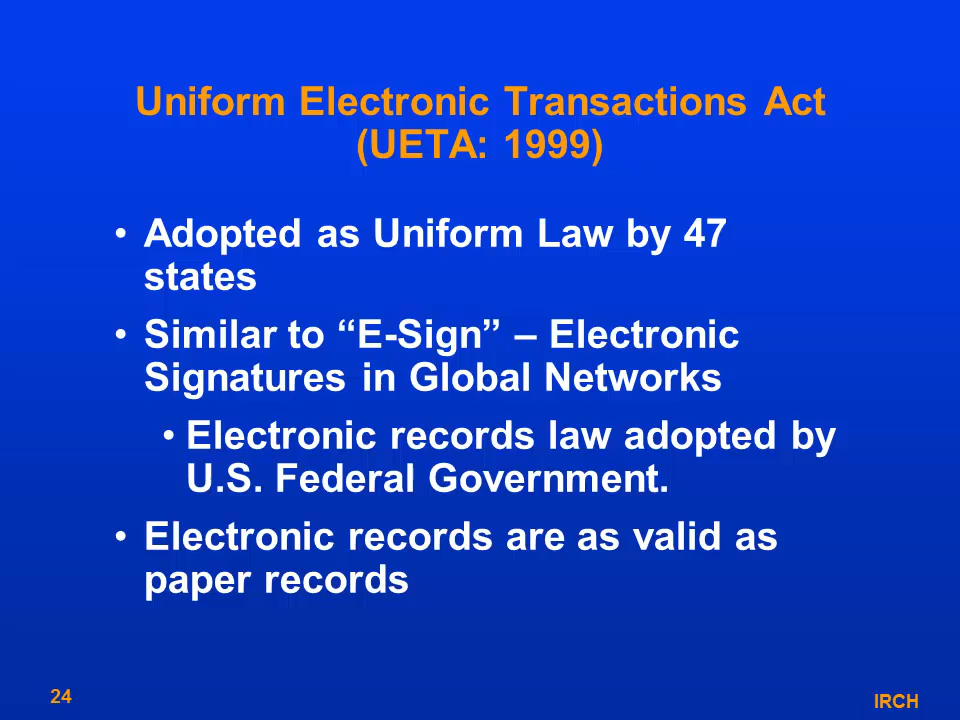 Uniform Electronic Transactions Act
(UETA: 1999)
• Adopted as Uniform Law by 47
states
• Similar to “E-Sign” – Electronic
Signatures in Global Networks
• Electronic records law adopted by
U.S. Federal Government.
• Electronic records are as valid as
paper records
24
IRCH